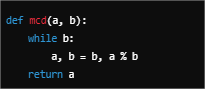 def mcd(a, b):
    while b:
        a, b = b, a % b
    return a